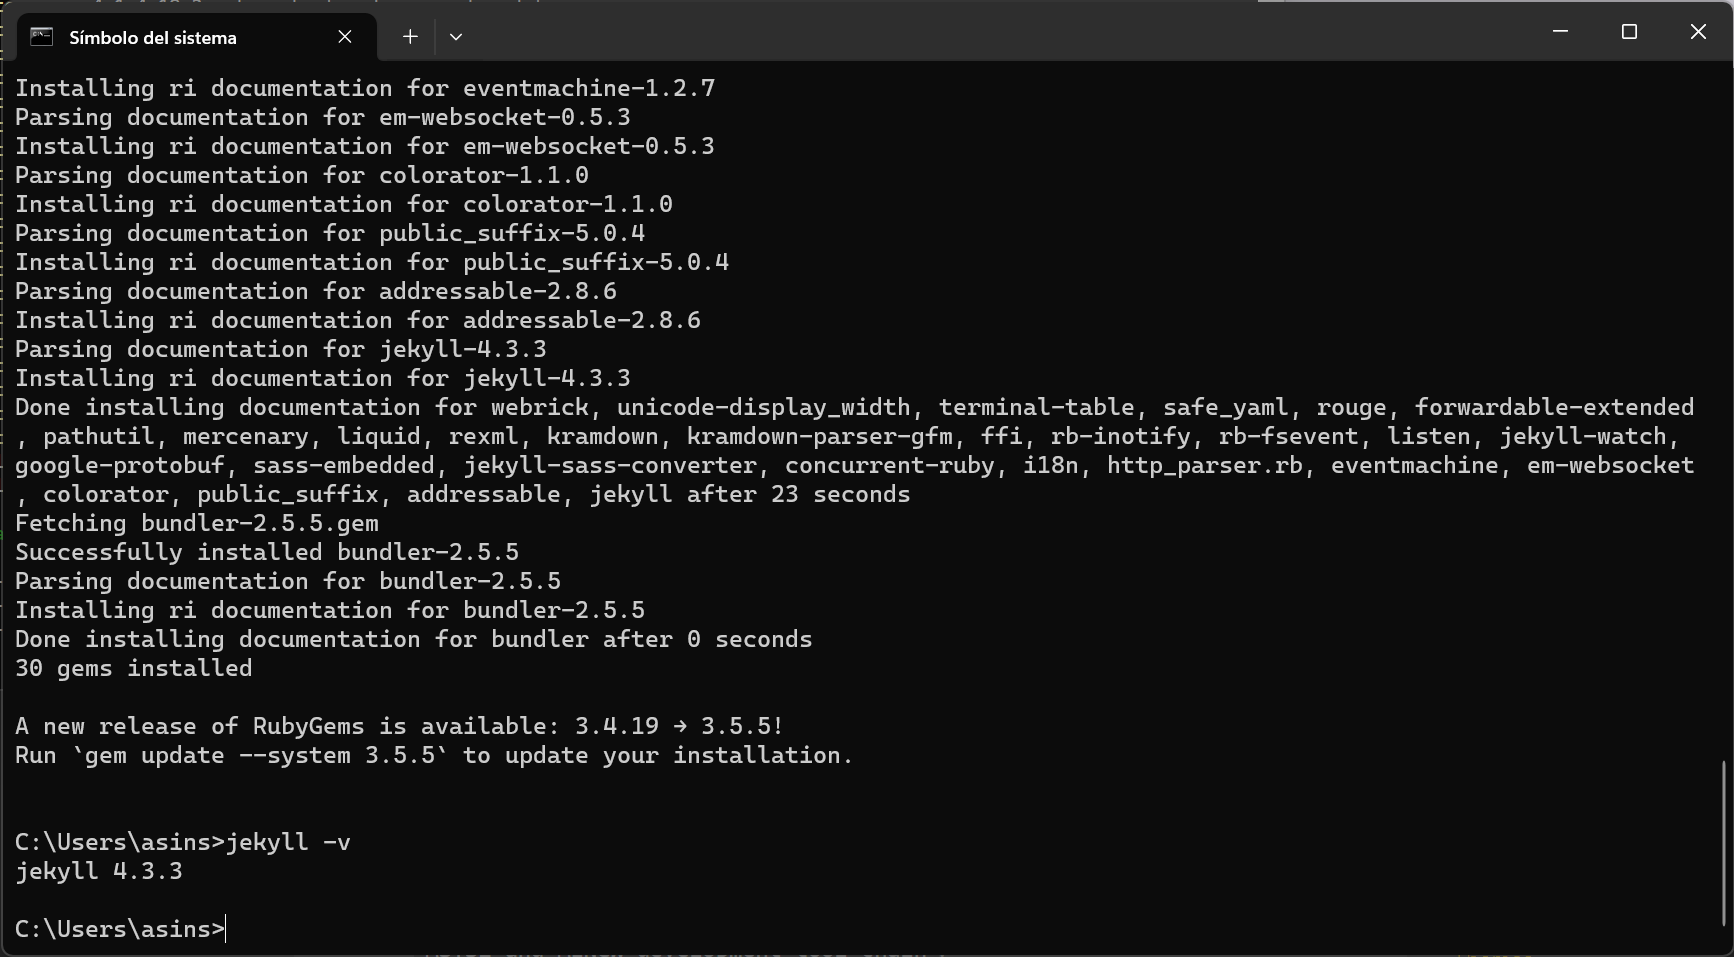 Símbolo del sistema
Installing ri documentation for eventmachine-1.2.7
Parsing documentation for em-websocket-0.5.3
Installing ri documentation for em-websocket-0.5.3
Parsing documentation for colorator-1.1.0
Installing ri documentation for colorator-1.1.0
Parsing documentation for public_suffix-5.0.4
Installing ri documentation for public_suffix-5.0.4
Parsing documentation for addressable-2.8.6
Installing ri documentation for addressable-2.8.6
Parsing documentation for jekyll-4.3.3
Installing ri documentation for jekyll-4.3.3
Done installing documentation for webrick, unicode-display_width, terminal-table, safe_yaml, rouge, forwardable-extended
, pathutil, mercenary, liquid, rexml, kramdown, kramdown-parser-gfm, ffi, rb-inotify, rb-fsevent, listen, jekyll-watch,
google-protobuf, sass-embedded, jekyll-sass-converter, concurrent-ruby, i18n, http_parser.rb, eventmachine, em-websocket
, colorator, public_suffix, addressable, jekyll after 23 seconds
Fetching bundler-2.5.5.gem
Successfully installed bundler-2.5.5
Parsing documentation for bundler-2.5.5
Installing ri documentation for bundler-2.5.5
Done installing documentation for bundler after 0 seconds
30 gems installed
A new release of RubyGems is available: 3.4.19 → 3.5.5!
Run `gem update --system 3.5.5` to update your installation.
C:\Users\asins>jekyll -v
jekyll 4.3.3
C:\Users\asins>